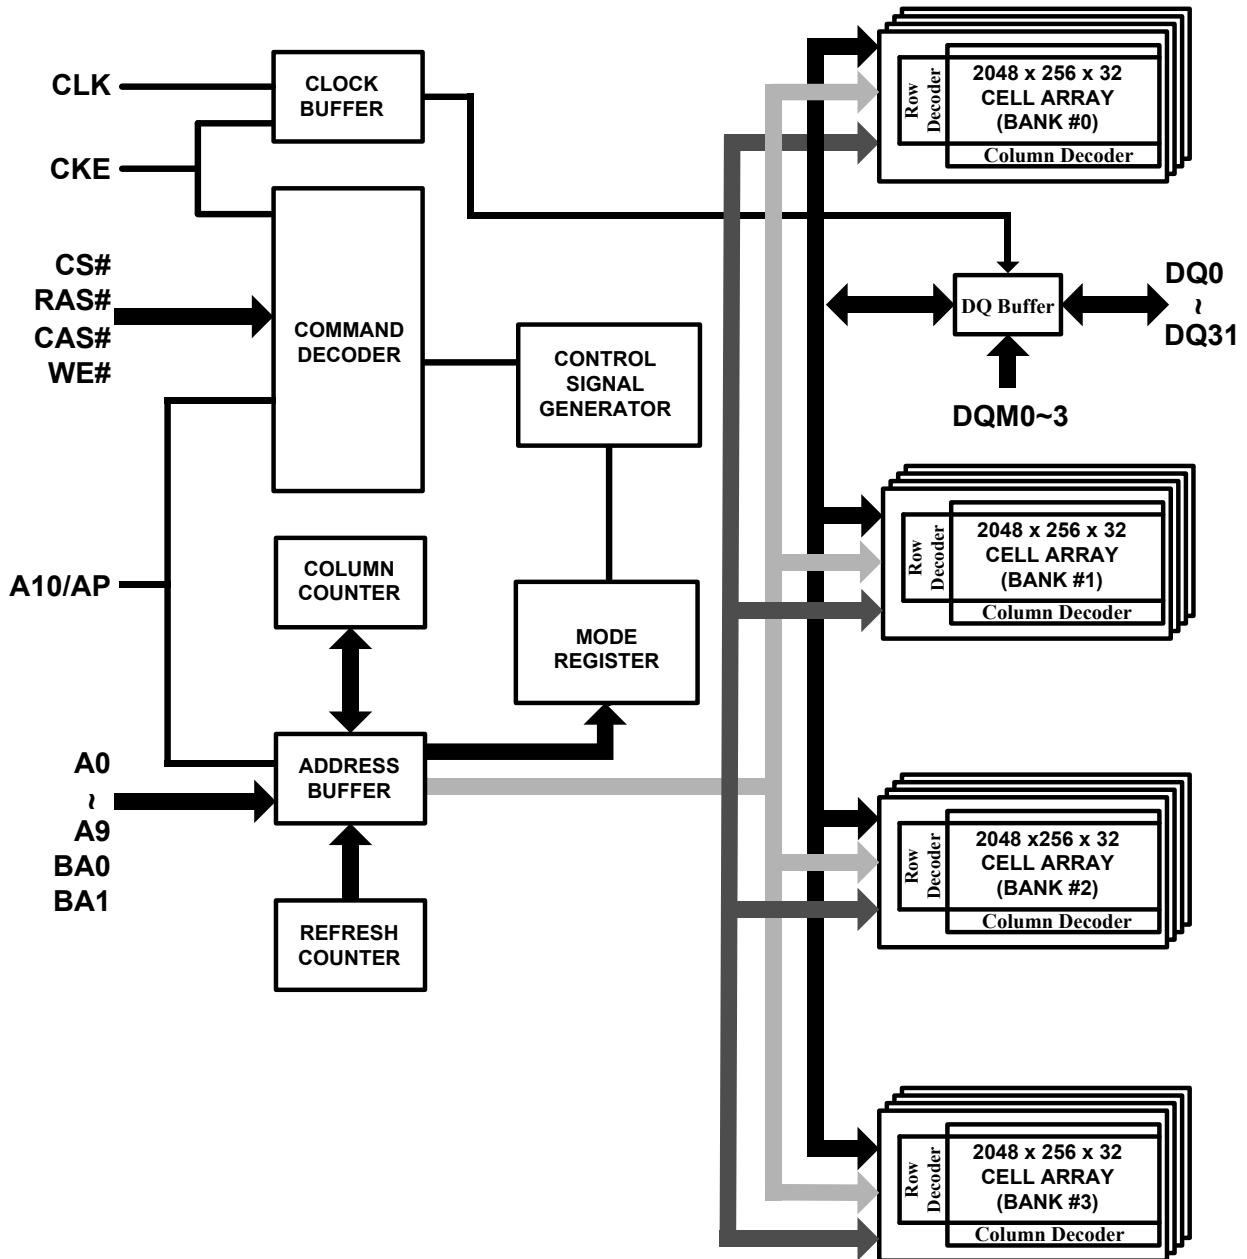 CLK
CKE
CS#
RAS#
CAS#
WE#
A10/AP
A0
~
A9
BA0
BA1
CLOCK
BUFFER
COMMAND
DECODER
CONTROL
SIGNAL
GENERATOR
COLUMN
COUNTER
MODE
REGISTER
ADDRESS
BUFFER
REFRESH
COUNTER
Row
Decoder
2048 x 256 x 32
CELL ARRAY
(BANK #0)
Column Decoder
DQ Buffer
DQ0
~
DQ31
DQM0~3
Row
Decoder
2048 x 256 x 32
CELL ARRAY
(BANK #1)
Column Decoder
Row
Decoder
2048 x256 x 32
CELL ARRAY
(BANK #2)
Column Decoder
Row
Decoder
2048 x 256 x 32
CELL ARRAY
(BANK #3)
Column Decoder